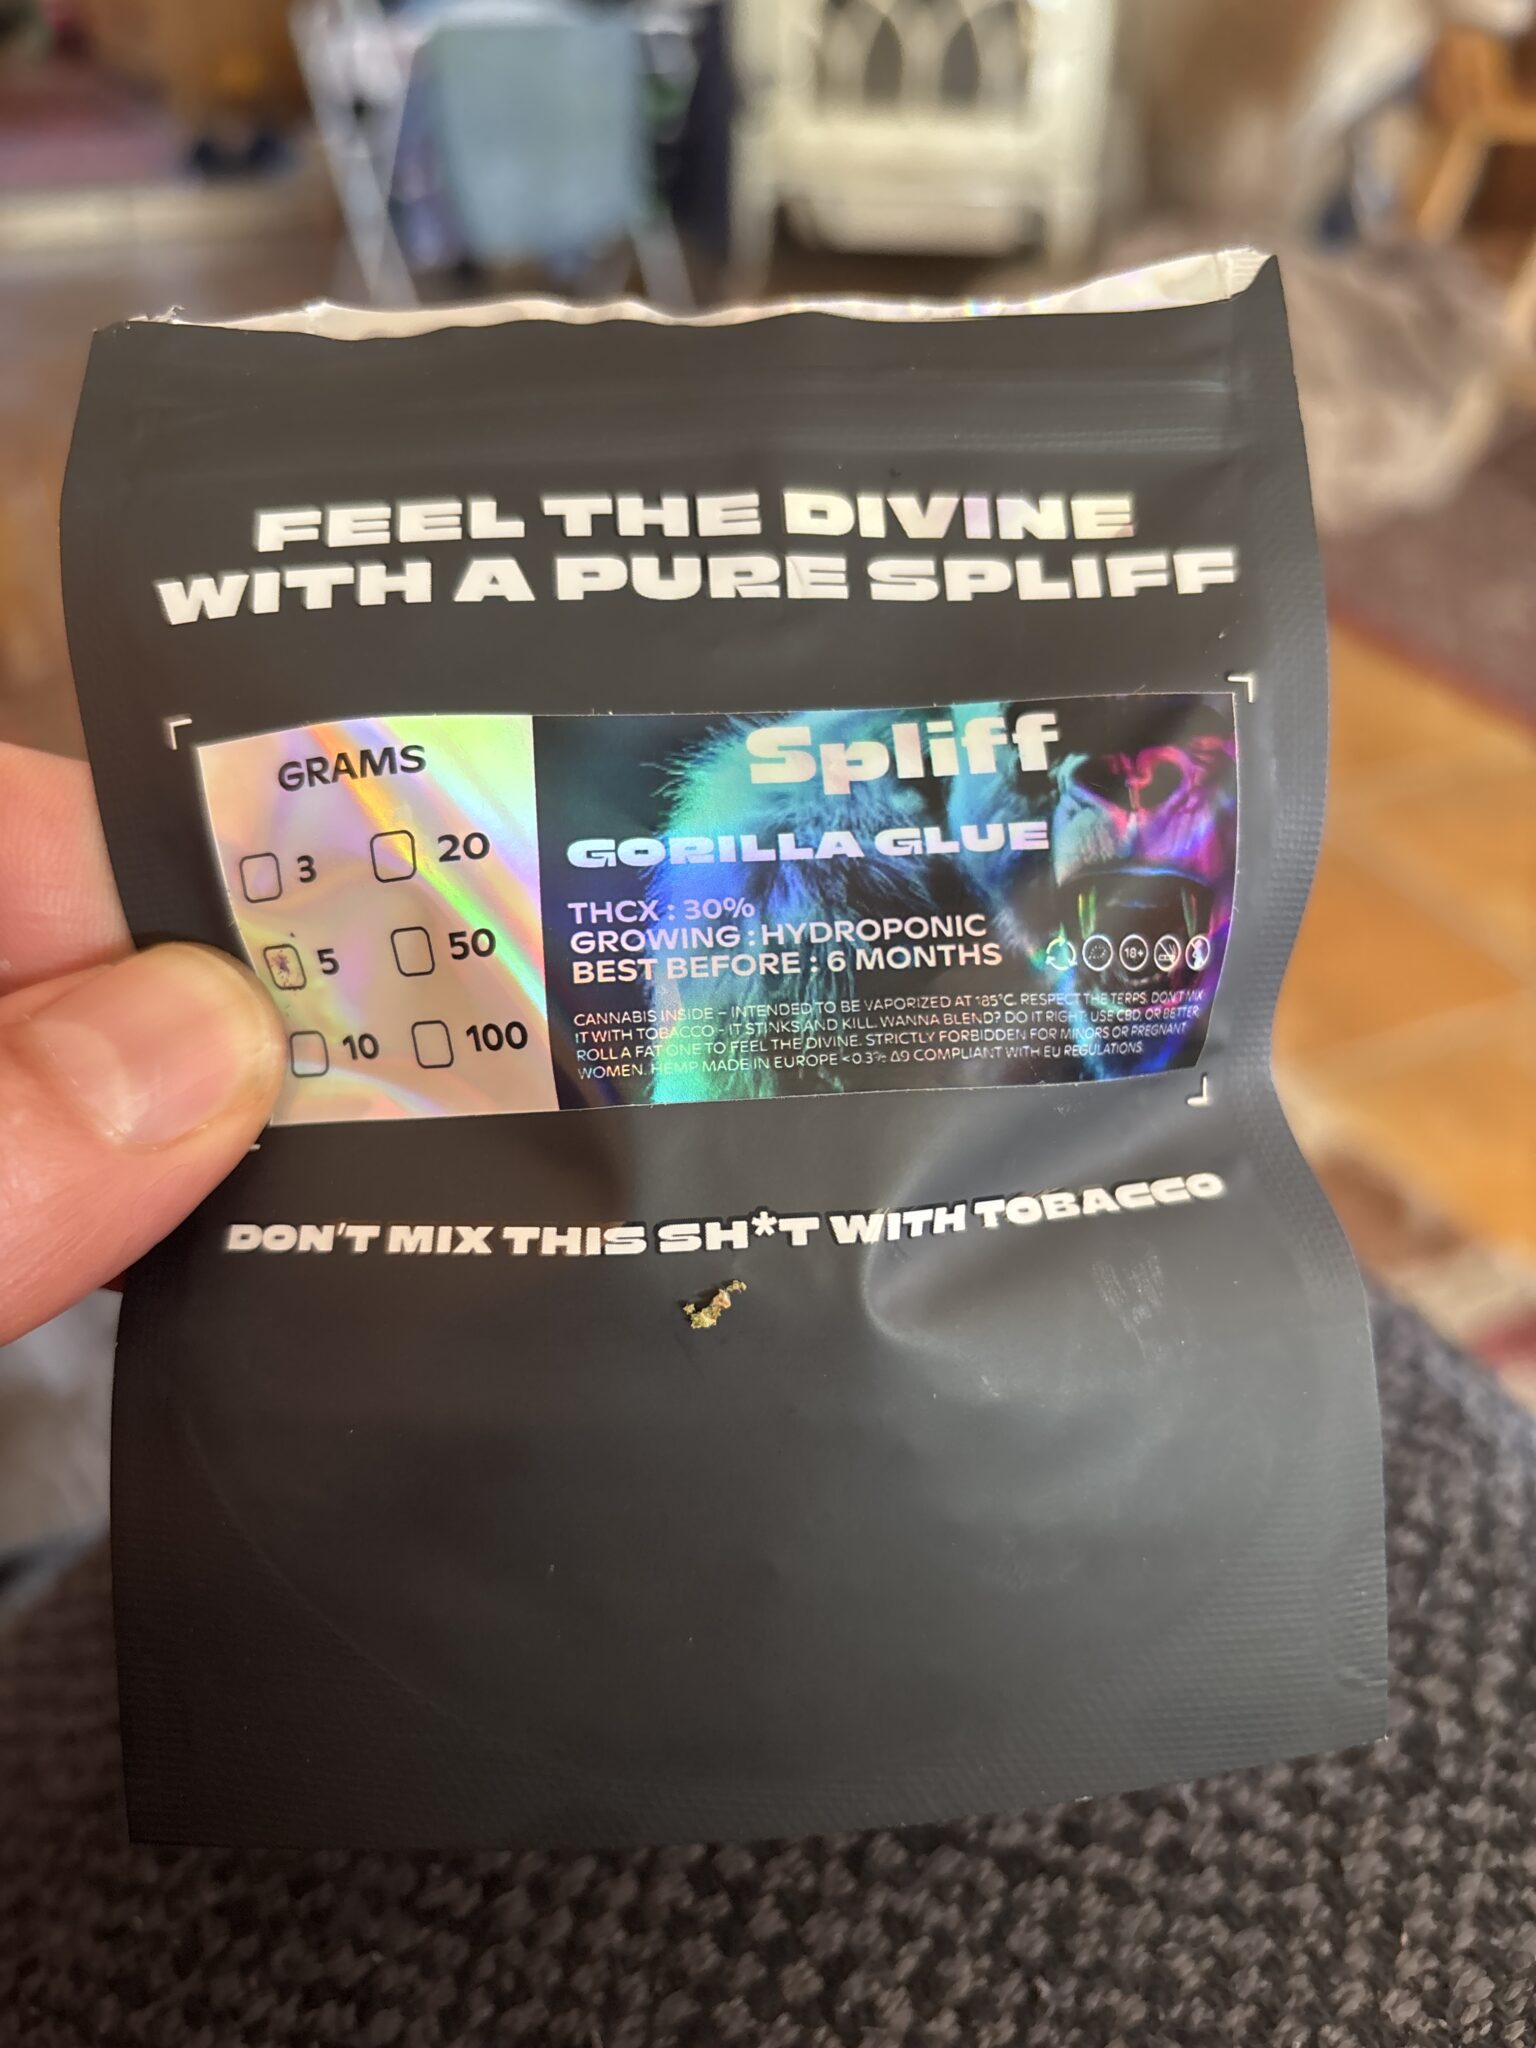 FEEL THE DIVINE
WITH A PURE SPLIFF
GRAMS
3
20
5
50
10
100
Spliff
GORILLA GLUE
THCX : 30%
GROWING : HYDROPONIC
BEST BEFORE : 6 MONTHS
18+
CANNABIS INSIDE – INTENDED TO BE VAPORIZED AT 185°C. RESPECT THE TERPS. DON'T MIX
IT WITH TOBACCO - IT STINKS AND KILL. WANNA BLEND? DO IT RIGHT: USE CBD. OR BETTER:
ROLL A FAT ONE TO FEEL THE DIVINE. STRICTLY FORBIDDEN FOR MINORS OR PREGNANT
WOMEN. HEMP MADE IN EUROPE <0.3% Δ9 COMPLIANT WITH EU REGULATIONS
DON'T MIX THIS SH*T WITH TOBACCO